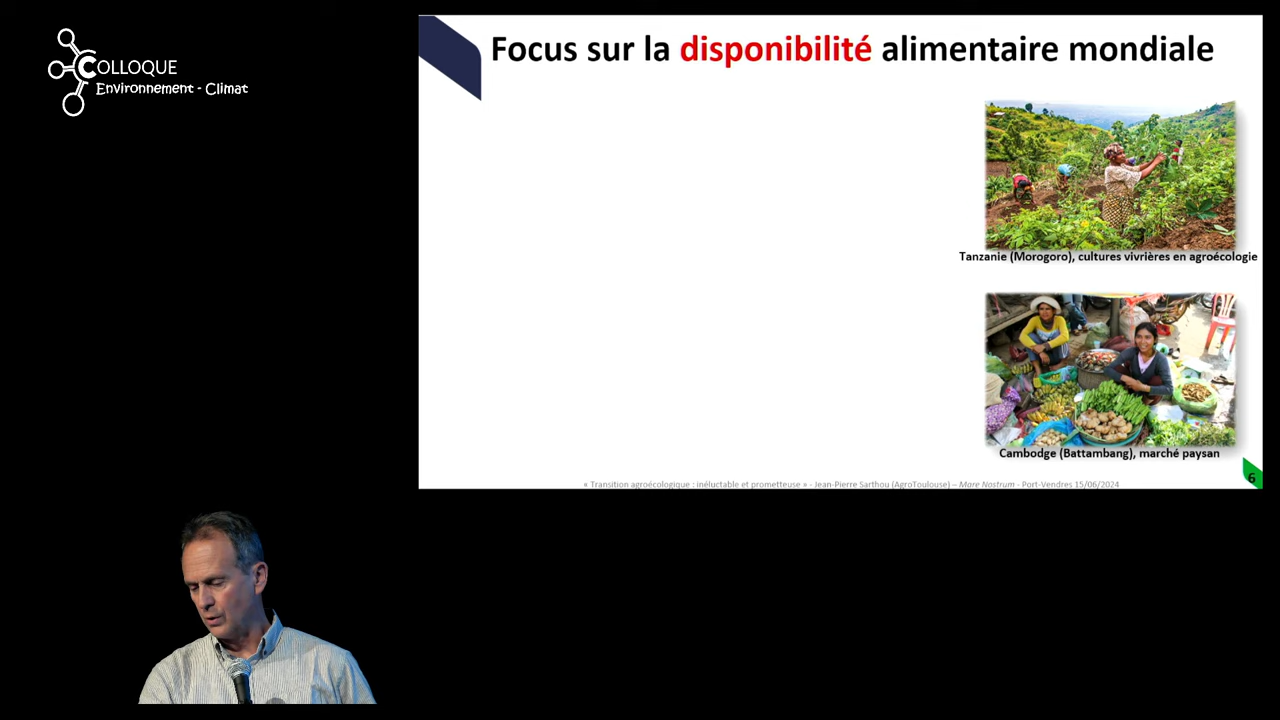 COLLOQUE
Environnement - Climat
Focus sur la disponibilité alimentaire mondiale
Tanzanie (Morogoro), cultures vivrières en agroécologie
Cambodge (Battambang), marché paysan
« Transition agroécologique : inéluctable et prometteuse » - Jean-Pierre Sarthou (AgroToulouse) – Mare Nostrum - Port-Vendres 15/06/2024
6